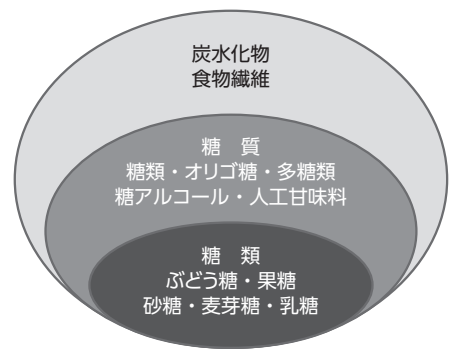 炭水化物
食物繊維
糖　質
糖類・オリゴ糖・多糖類
糖アルコール・人工甘味料
糖　類
ぶどう糖・果糖
砂糖・麦芽糖・乳糖